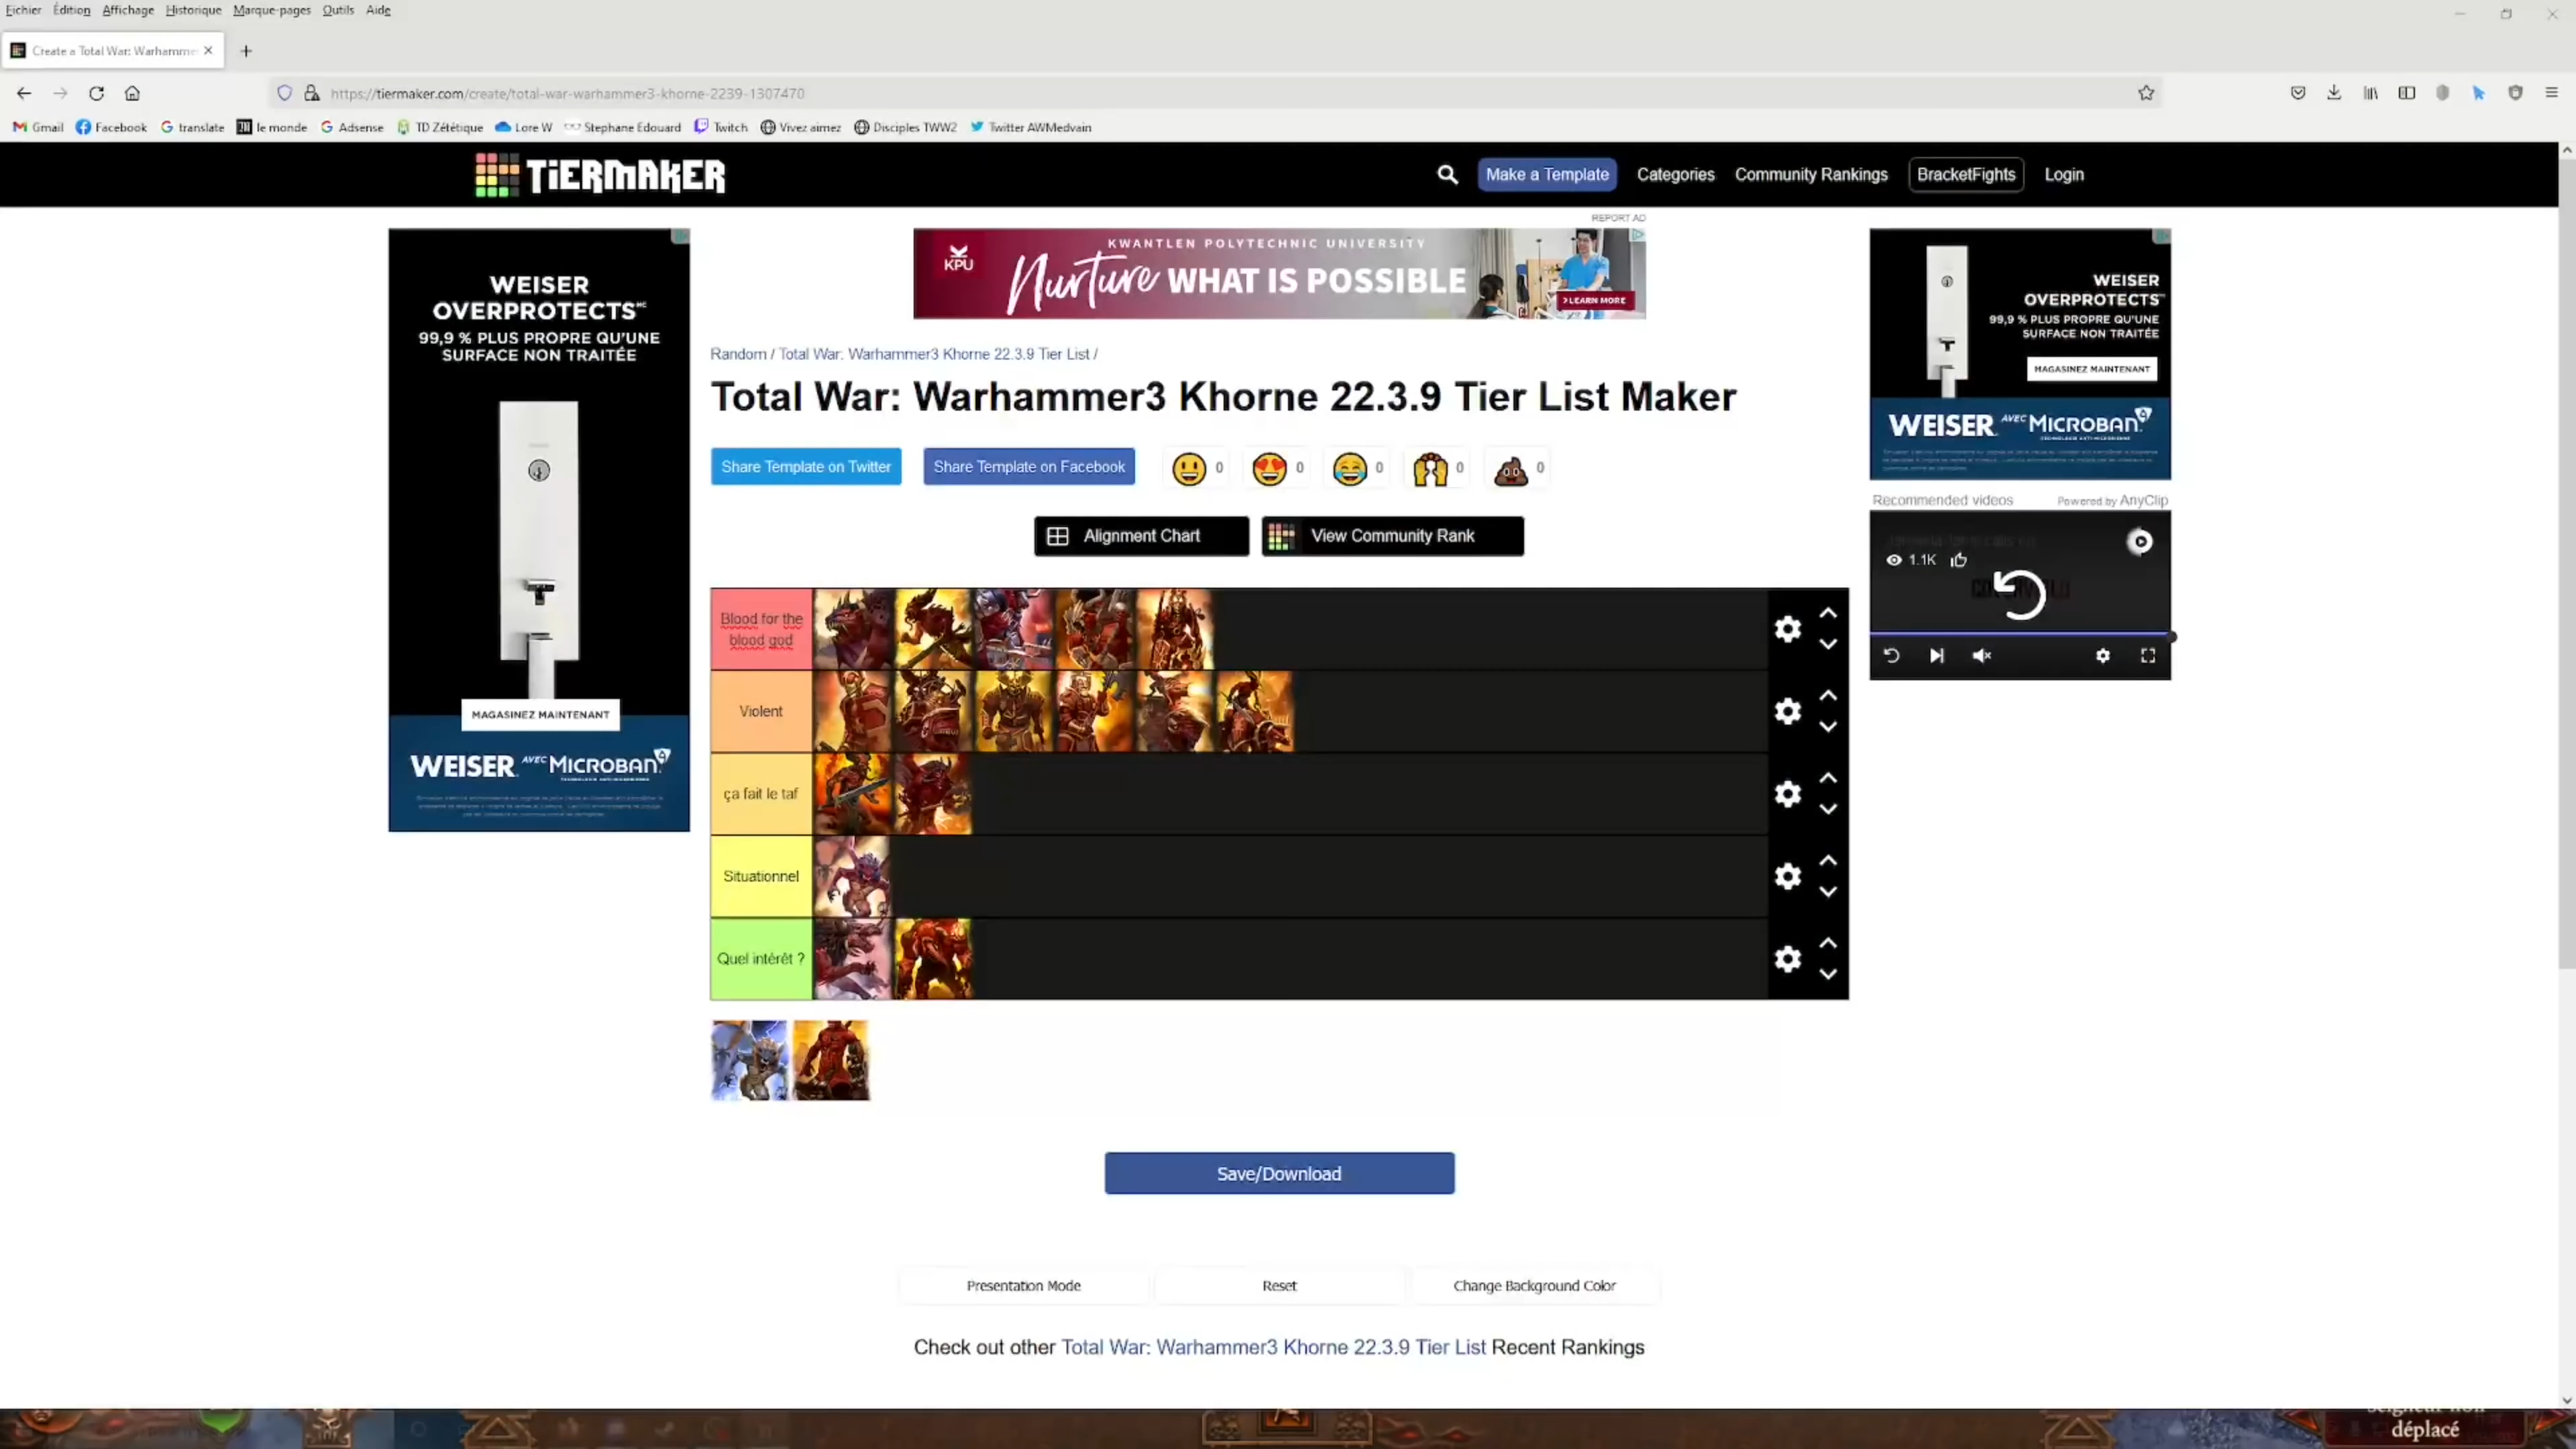 Fichier Édition Affichage Historique Marque-pages Outils Aide
Create a Total War: Warhamme
https://tiermaker.com/create/total-war-warhammer3-khorne-2239-1307470
Gmail Facebook translate le monde Adsense TD Zététique Lore W Stephane Edouard Twitch Vivez aimez Disciples TWW2 Twitter AWMedvain
TiERMAKER
Make a Template Categories Community Rankings BracketFights Login
REPORT AD
WEISER
OVERPROTECTS
99,9 % PLUS PROPRE QU'UNE
SURFACE NON TRAITÉE
MAGASINEZ MAINTENANT
WEISER AVEC MICROBAN
KPU
KWANTLEN POLYTECHNIC UNIVERSITY
Nurture WHAT IS POSSIBLE
>LEARN MORE
WEISER
OVERPROTECTS
99,9 % PLUS PROPRE QU'UNE
SURFACE NON TRAITÉE
MAGASINEZ MAINTENANT
WEISER AVEC MICROBAN
Random / Total War: Warhammer3 Khorne 22.3.9 Tier List /
Total War: Warhammer3 Khorne 22.3.9 Tier List Maker
Share Template on Twitter Share Template on Facebook 0 0 0 0 0
Recommended videos Powered by AnyClip
1.1K
Alignment Chart View Community Rank
Blood for the
blood god
Violent
ça fait le taf
Situationnel
Quel intérêt ?
Save/Download
Presentation Mode Reset Change Background Color
Check out other Total War: Warhammer3 Khorne 22.3.9 Tier List Recent Rankings
déplacé